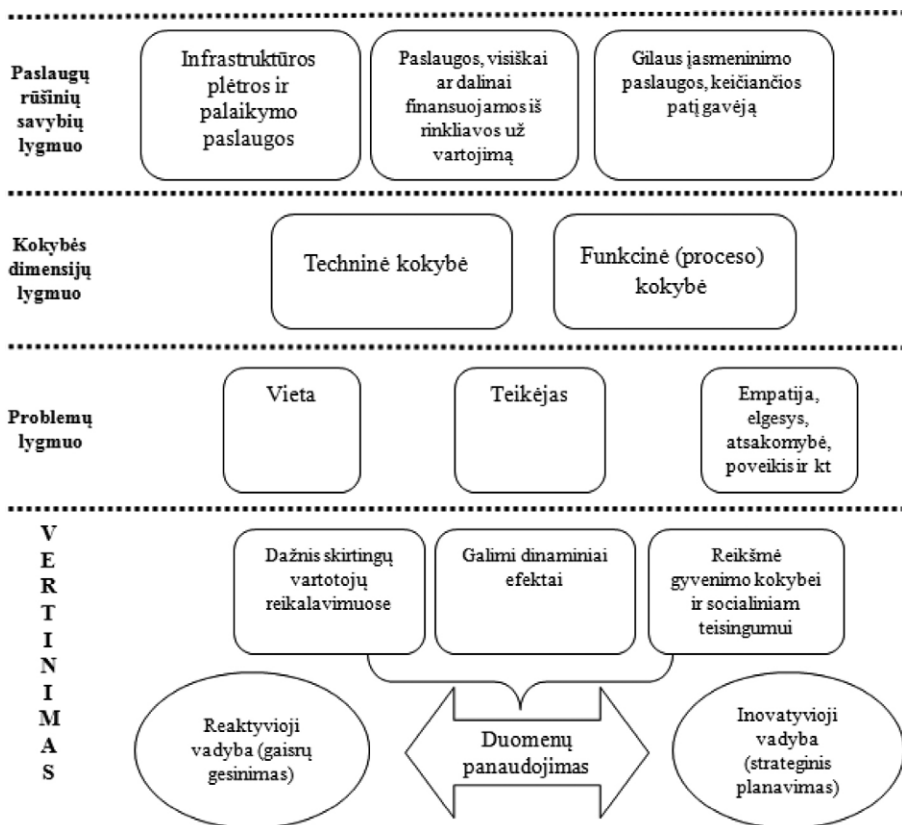 Paslaugų
rūšinių
savybių
lygmuo
Infrastruktūros
plėtros ir
palaikymo
paslaugos
Paslaugos, visiškai
ar dalinai
finansuojamos iš
rinkliavos už
vartojimą
Gilaus įasmeninimo
paslaugos, keičiančios
patį gavėją
Kokybės
dimensijų
lygmuo
Techninė kokybė
Funkcinė (proceso)
kokybė
Problemų
lygmuo
Vieta
Teikėjas
Empatija,
elgesys,
atsakomybė,
poveikis ir kt
V
E
R
T
I
N
I
M
A
S
Dažnis skirtingų
vartotojų
reikalavimuose
Galimi dinaminiai
efektai
Reikšmė
gyvenimo kokybei
ir socialiniam
teisingumui
Reaktyvioji
vadyba (gaisrų
gesinimas)
Duomenų
panaudojimas
Inovatyvioji
vadyba
(strateginis
planavimas)